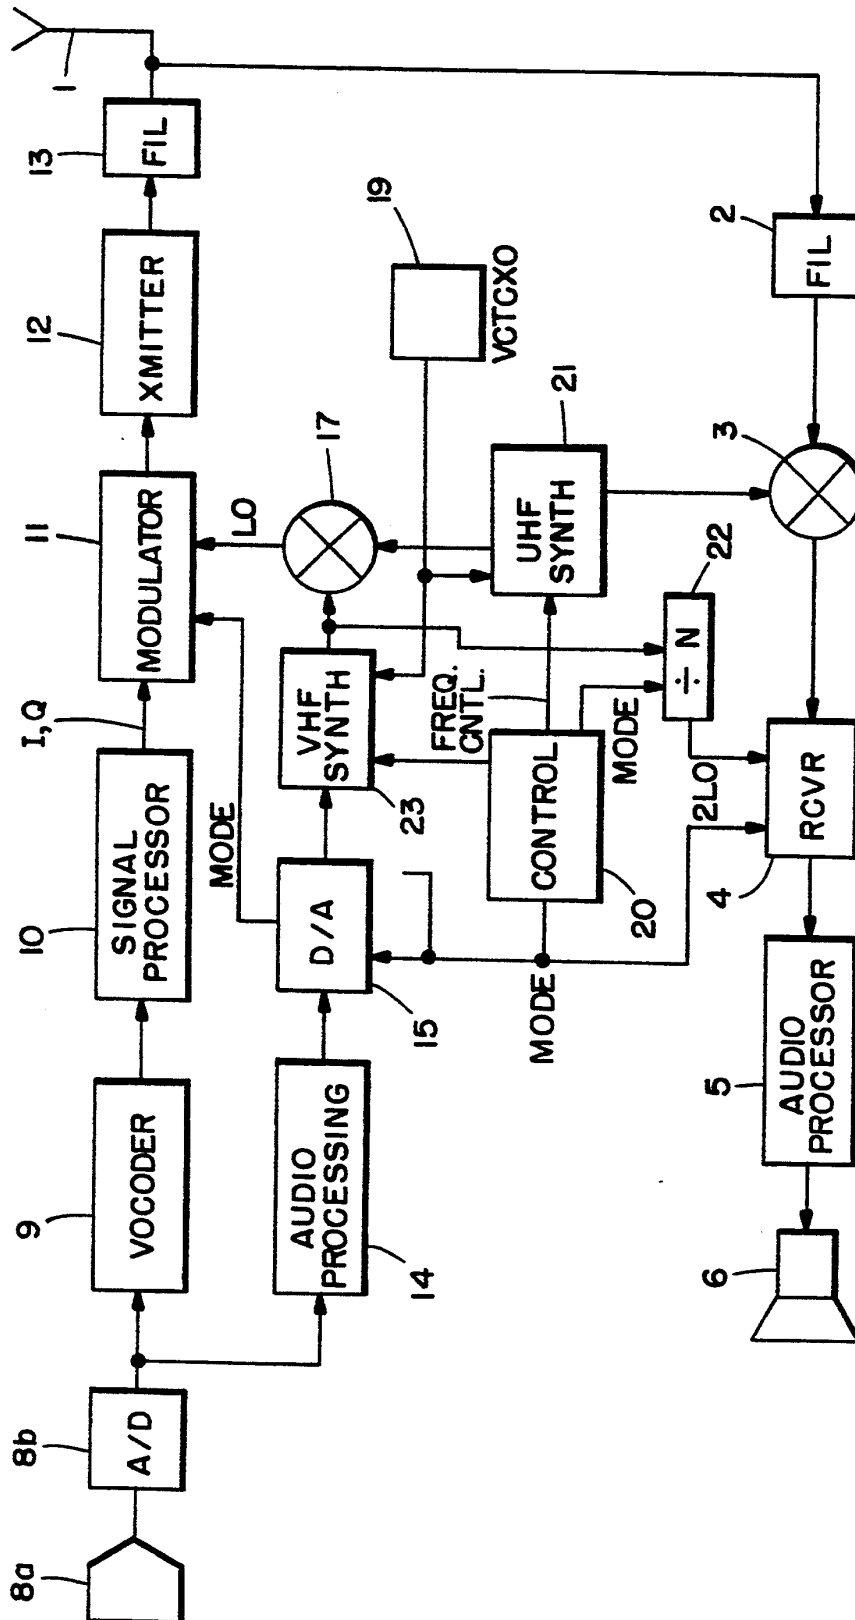 8a
8b
A/D
9
VOCODER
10
SIGNAL
PROCESSOR
I,Q
11
MODULATOR
12
XMITTER
13
FIL
1
MODE
LO
17
14
AUDIO
PROCESSING
15
D/A
23
VHF
SYNTH
19
VCTCXO
MODE
20
CONTROL
FREQ.
CNTL.
21
UHF
SYNTH
MODE
22
÷ N
2LO
6
5
AUDIO
PROCESSOR
4
RCVR
3
2
FIL